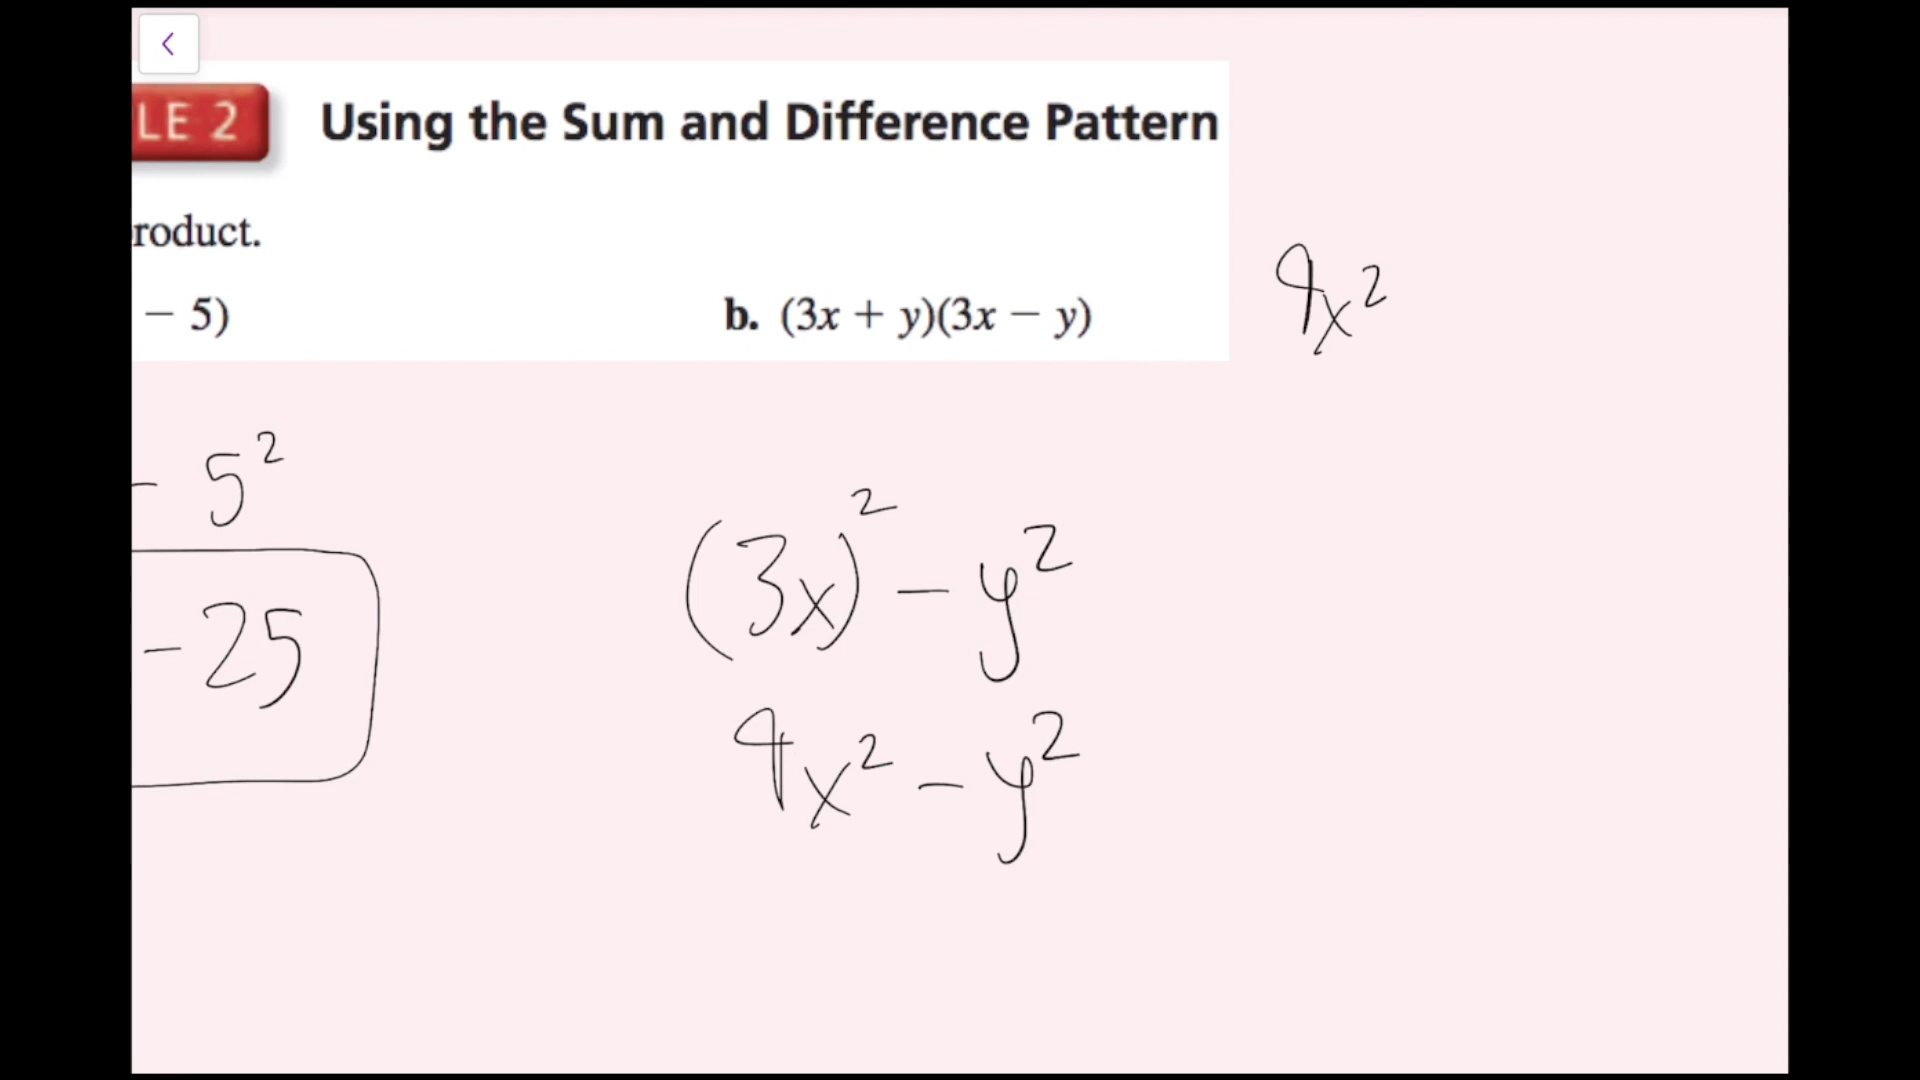 LE 2 Using the Sum and Difference Pattern
roduct.
– 5) b. (3x + y)(3x − y)
9x²
- 5²
(3x)² - y²
- 25
9x² - y²